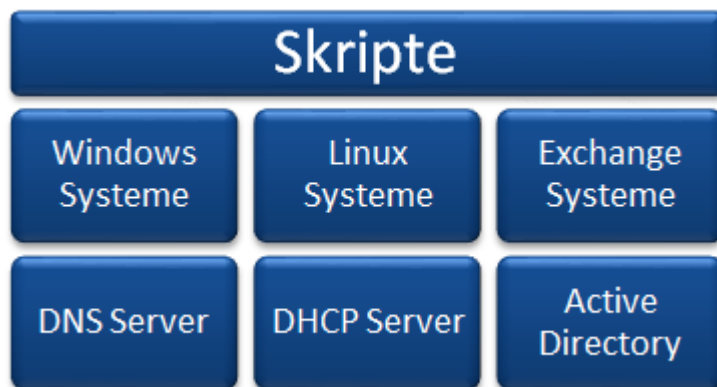 Skripte
Windows
Systeme
Linux
Systeme
Exchange
Systeme
DNS Server
DHCP Server
Active
Directory